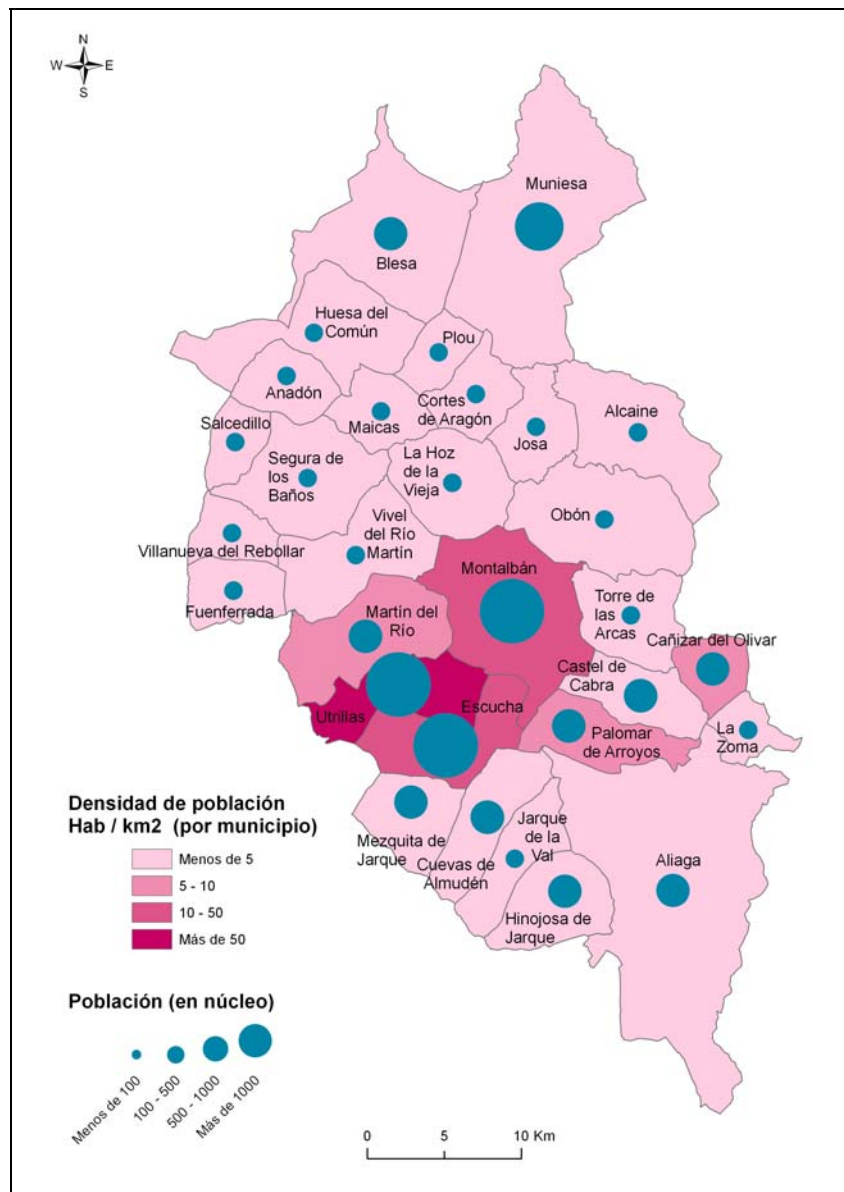 N
W E
S
Muniesa
Blesa
Huesa del
Común
Plou
Anadón
Cortes
de Aragón
Maicas
Alcaine
Salcedillo
Josa
Segura de
los
Baños
La Hoz
de la
Vieja
Obón
Vivel
del Río
Martín
Villanueva del Rebollar
Montalbán
Fuenferrada
Torre de
las
Arcas
Martín del
Río
Cañizar del Olivar
Castel de
Cabra
Utrillas
Escucha
Palomar
de Arroyos
La
Zoma
Mezquita de
Jarque
Jarque
de la
Val
Cuevas de
Almudén
Aliaga
Hinojosa de
Jarque
Densidad de población
Hab / km2 (por municipio)
Menos de 5
5 - 10
10 - 50
Más de 50
Población (en núcleo)
Menos de 100
100 - 500
500 - 1000
Más de 1000
0 5 10 Km